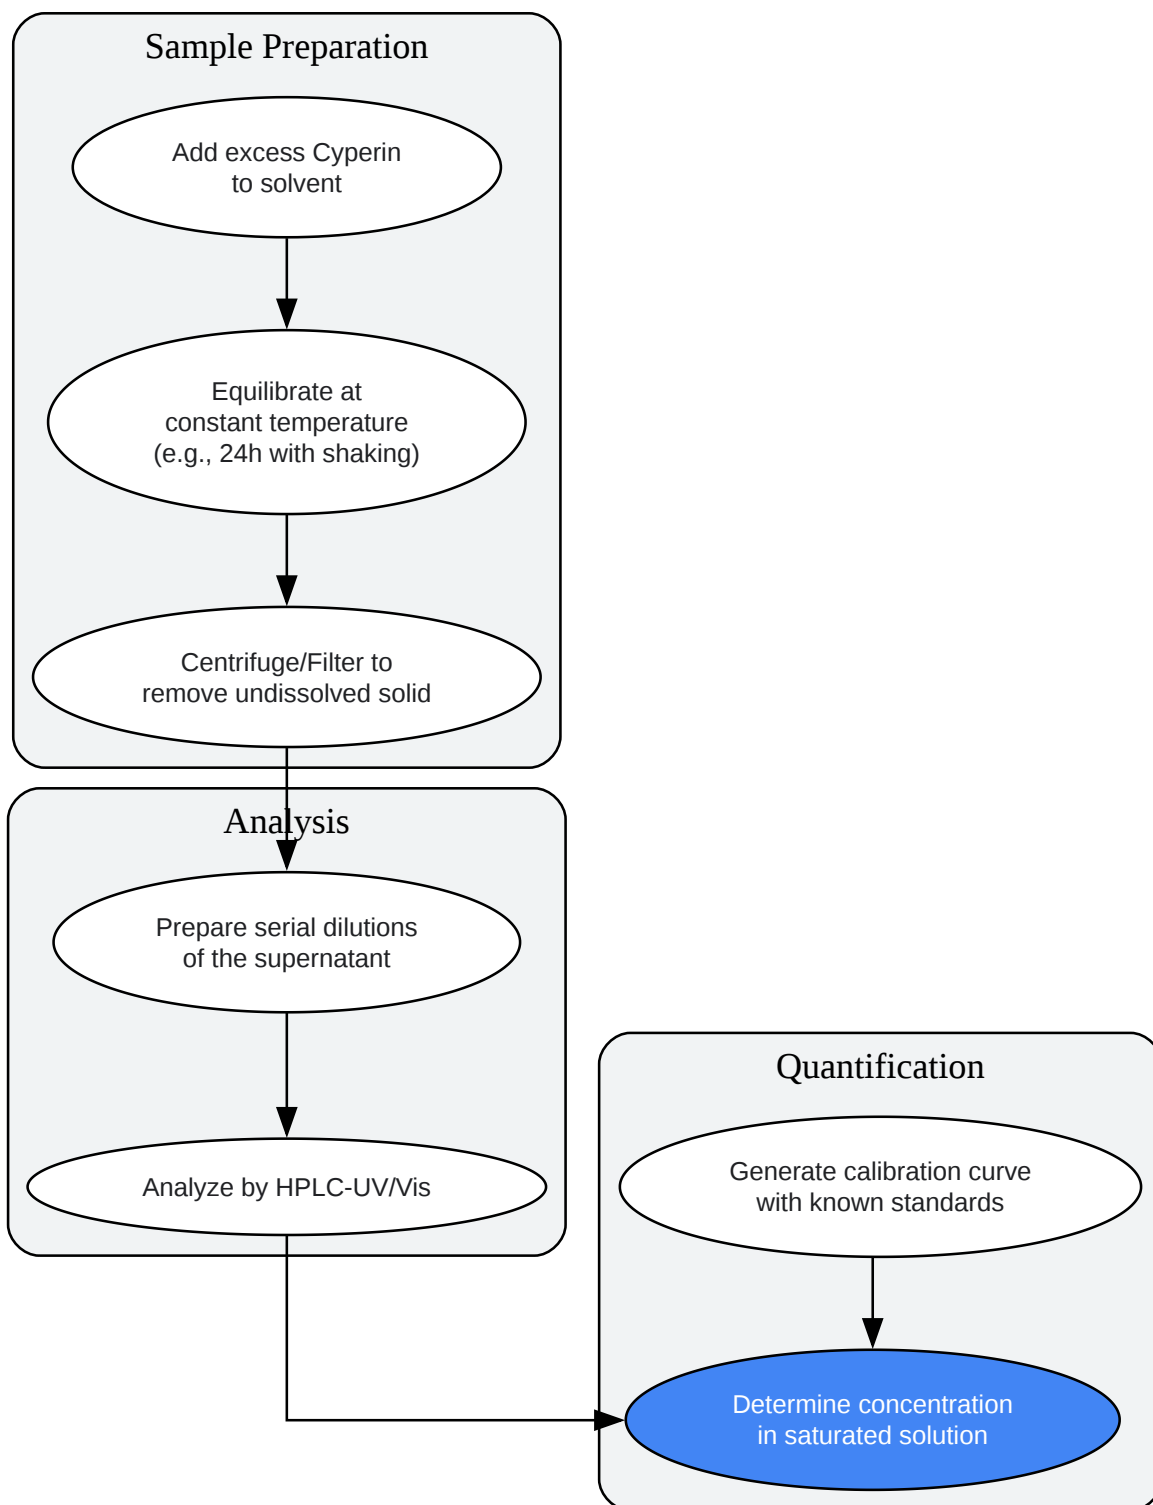 Sample Preparation
Add excess Cyperin
to solvent
Equilibrate at
constant temperature
(e.g., 24h with shaking)
Centrifuge/Filter to
remove undissolved solid
Analysis
Prepare serial dilutions
of the supernatant
Analyze by HPLC-UV/Vis
Quantification
Generate calibration curve
with known standards
Determine concentration
in saturated solution